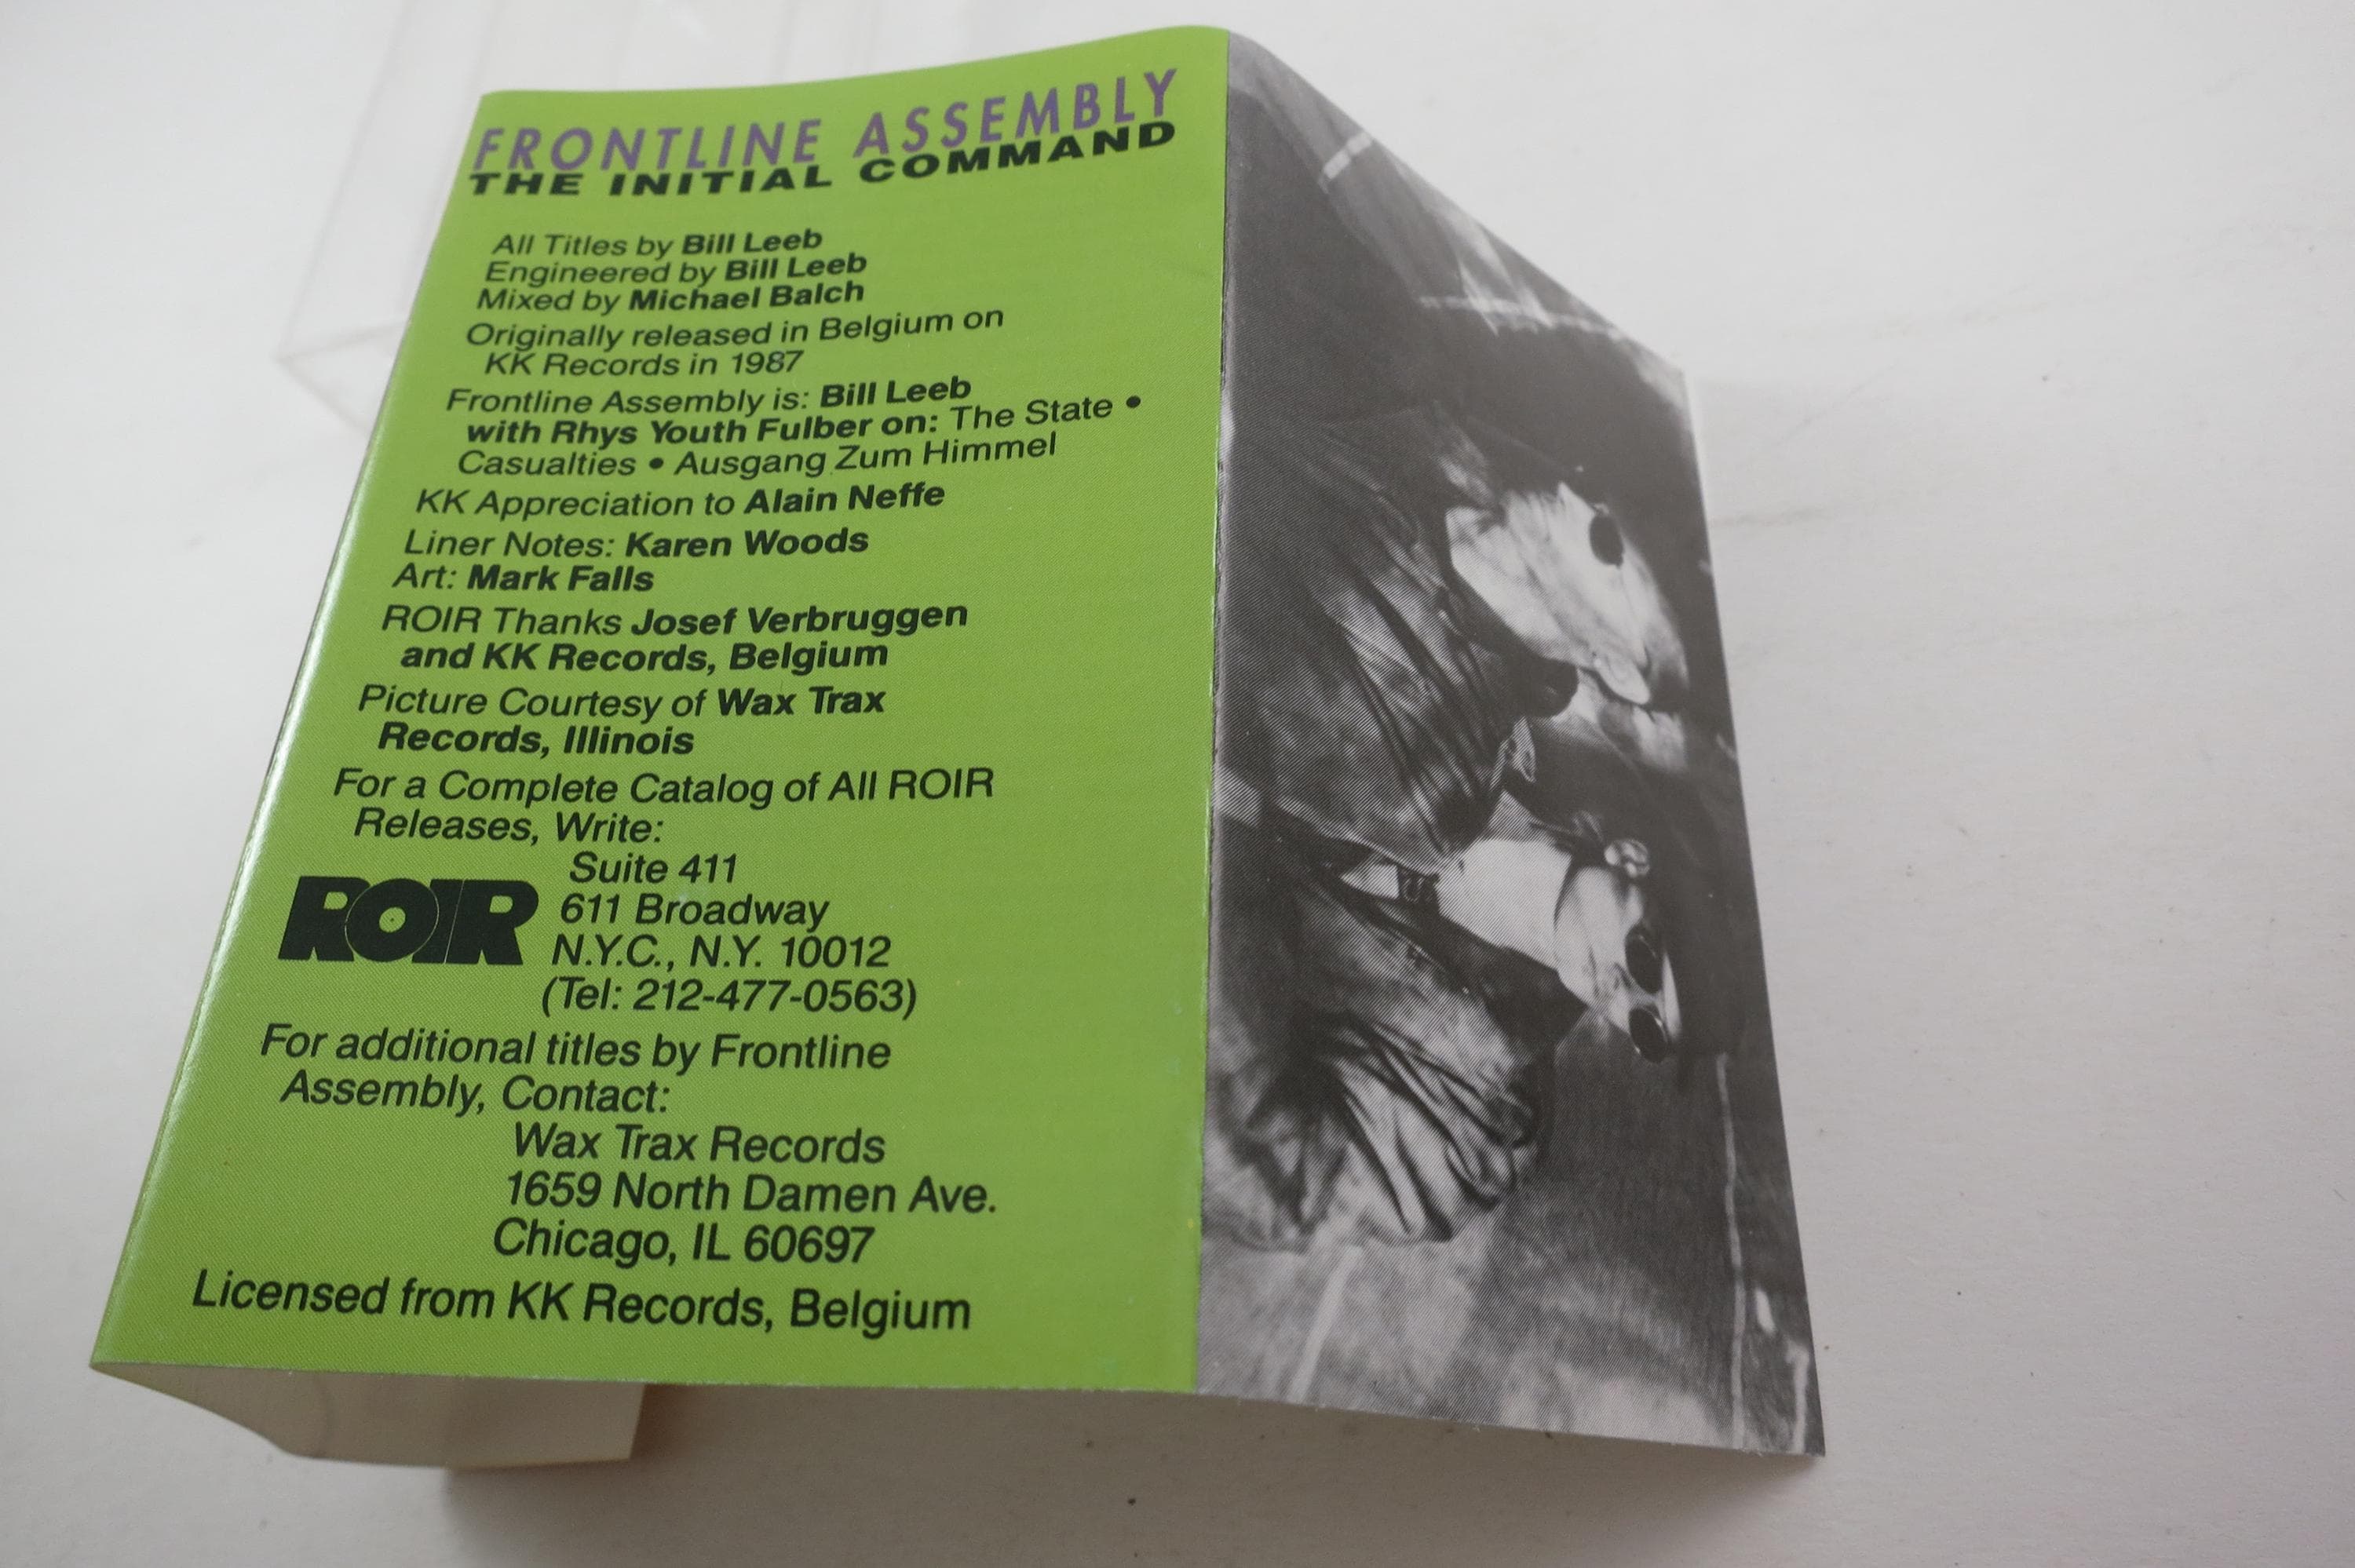 FRONTLINE ASSEMBLY
THE INITIAL COMMAND
All Titles by Bill Leeb
Engineered by Bill Leeb
Mixed by Michael Balch
Originally released in Belgium on
KK Records in 1987
Frontline Assembly is: Bill Leeb
with Rhys Youth Fulber on: The State •
Casualties • Ausgang Zum Himmel
KK Appreciation to Alain Neffe
Liner Notes: Karen Woods
Art: Mark Falls
ROIR Thanks Josef Verbruggen
and KK Records, Belgium
Picture Courtesy of Wax Trax
Records, Illinois
For a Complete Catalog of All ROIR
Releases, Write:
Suite 411
ROIR
611 Broadway
N.Y.C., N.Y. 10012
(Tel: 212-477-0563)
For additional titles by Frontline
Assembly, Contact:
Wax Trax Records
1659 North Damen Ave.
Chicago, IL 60697
Licensed from KK Records, Belgium